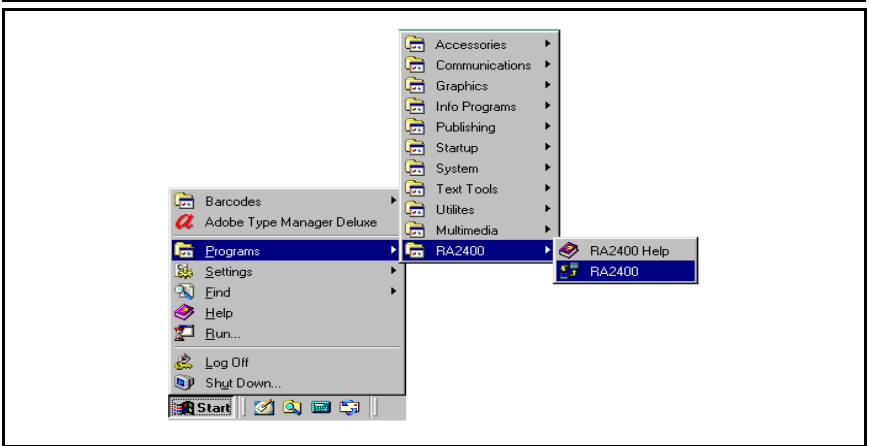 Accessories
Communications
Graphics
Info Programs
Publishing
Startup
System
Text Tools
Utilites
Multimedia
RA2400
RA2400 Help
RA2400
Barcodes
Adobe Type Manager Deluxe
Programs
Settings
Find
Help
Run...
Log Off
Shut Down...
Start